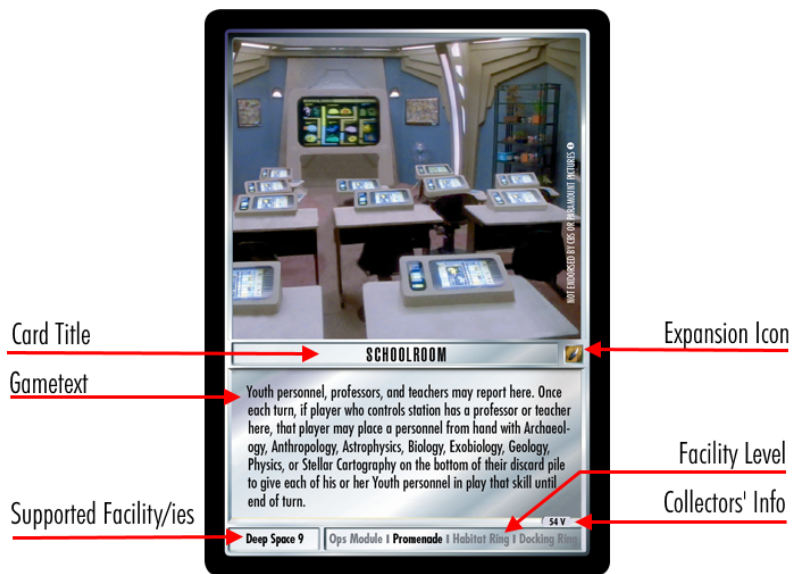 NOT ENDORSED BY CBS OR PARAMOUNT PICTURES
Card Title
SCHOOLROOM
Expansion Icon
Gametext
Youth personnel, professors, and teachers may report here. Once
each turn, if player who controls station has a professor or teacher
here, that player may place a personnel from hand with Archaeol-
ogy, Anthropology, Astrophysics, Biology, Exobiology, Geology,
Physics, or Stellar Cartography on the bottom of their discard pile
to give each of his or her Youth personnel in play that skill until
end of turn.
Facility Level
Collectors' Info
54 V
Supported Facility/ies
Deep Space 9
Ops Module I Promenade I Habitat Ring I Docking Ring